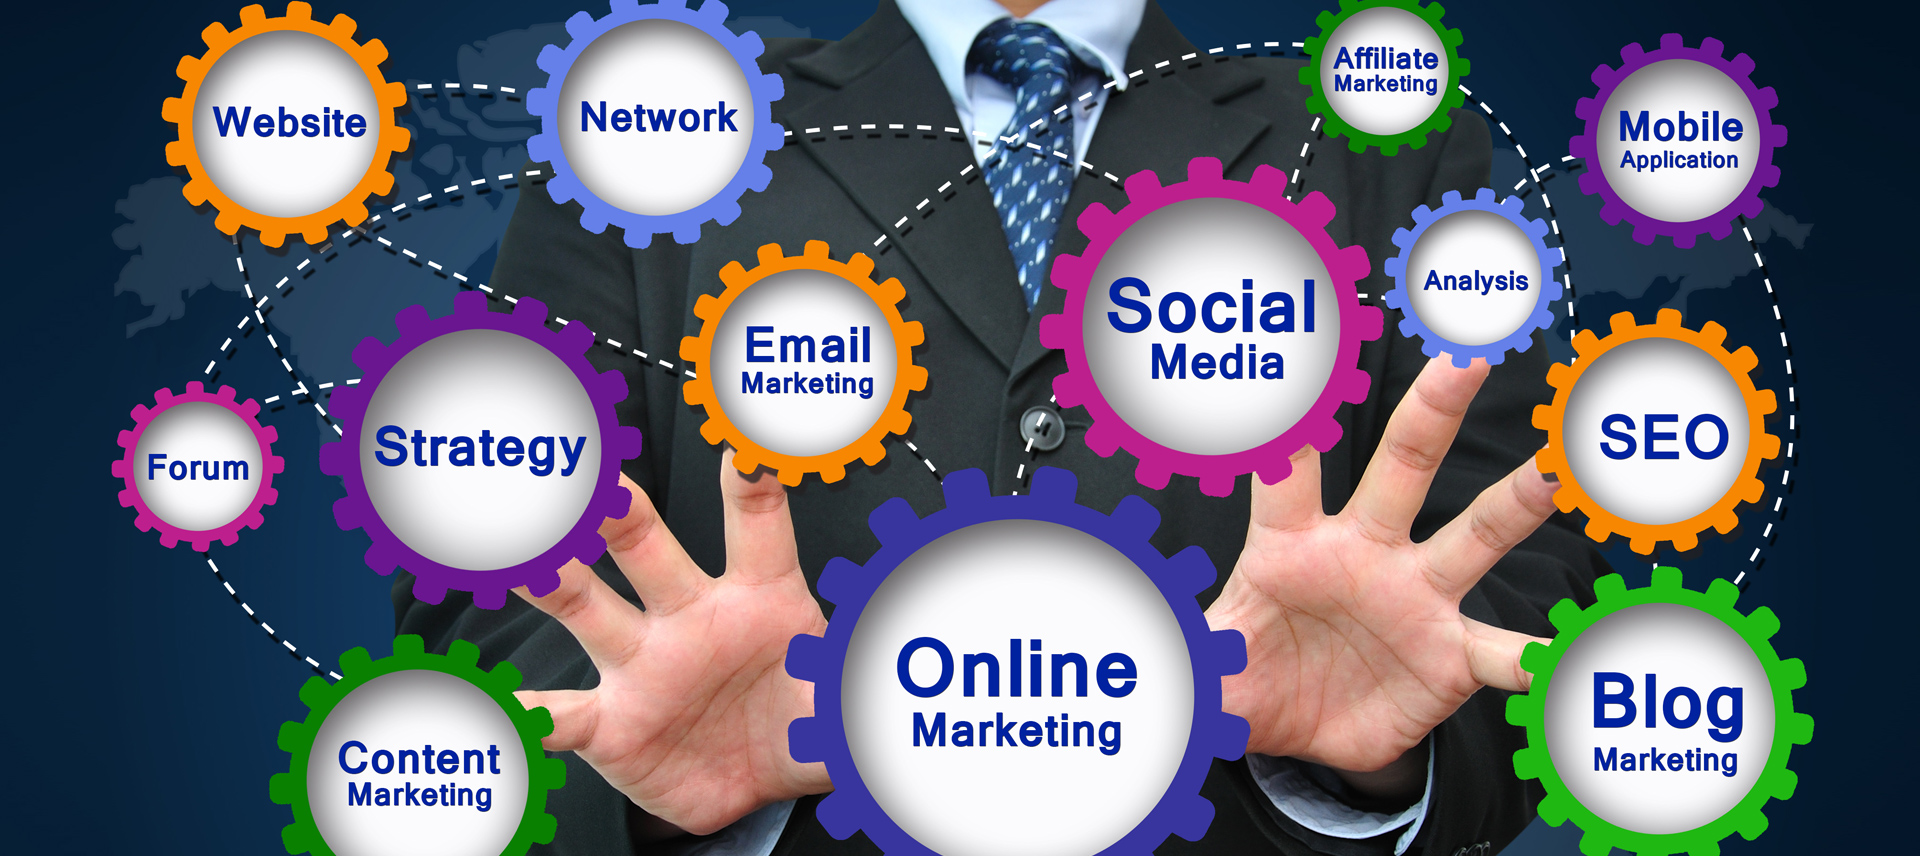 Website
Network
Affiliate
Marketing
Mobile
Application
Social
Media
Analysis
Email
Marketing
Strategy
Forum
SEO
Online
Marketing
Blog
Marketing
Content
Marketing